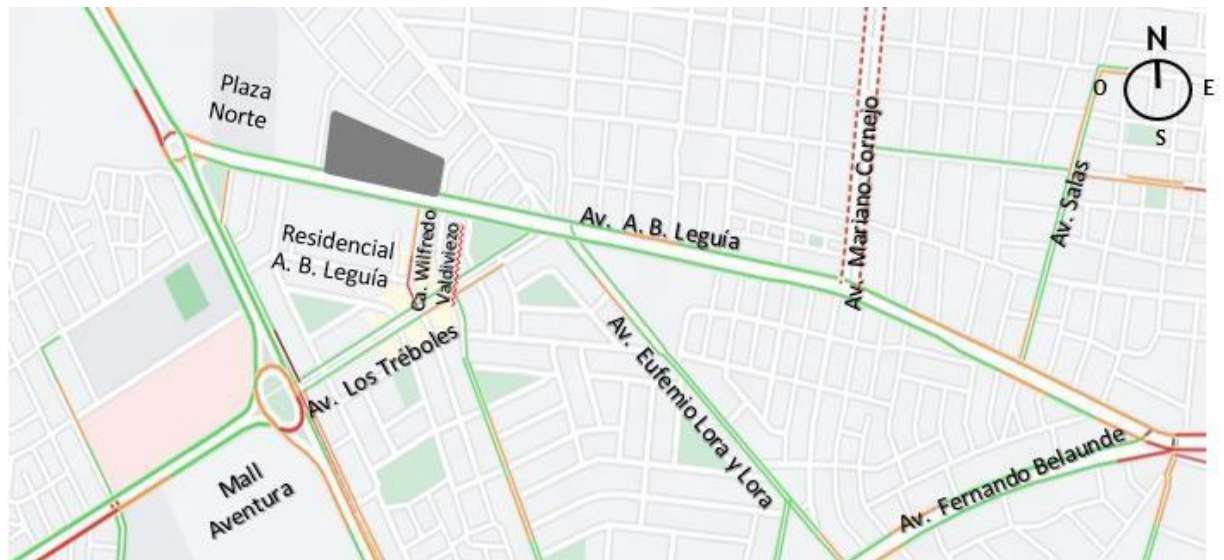 N
O
E
S
Plaza
Norte
Av. Mariano Cornejo
Av. Salas
Av. A. B. Leguía
Residencial
A. B. Leguía
Ca. Wilfredo
Valdiviezo
Av. Los Tréboles
Av. Eufemio Lora y Lora
Av. Fernando Belaunde
Mall
Aventura